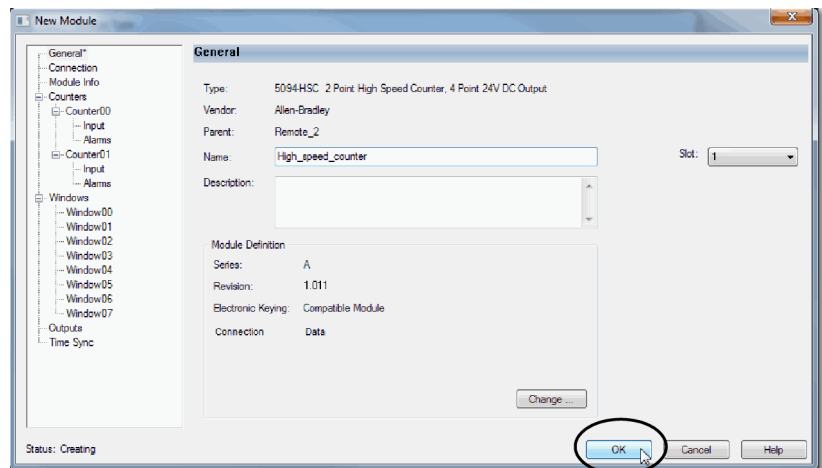 New Module
General*
Connection
Module Info
Counters
Counter00
Input
Alarms
Counter01
Input
Alarms
Windows
Window00
Window01
Window02
Window03
Window04
Window05
Window06
Window07
Outputs
Time Sync
General
Type: 5094-HSC 2 Point High Speed Counter, 4 Point 24V DC Output
Vendor: Allen-Bradley
Parent: Remote_2
Name: High_speed_counter Slot: 1
Description:
Module Definition
Series: A
Revision: 1.011
Electronic Keying: Compatible Module
Connection Data
Change ...
Status: Creating OK Cancel Help